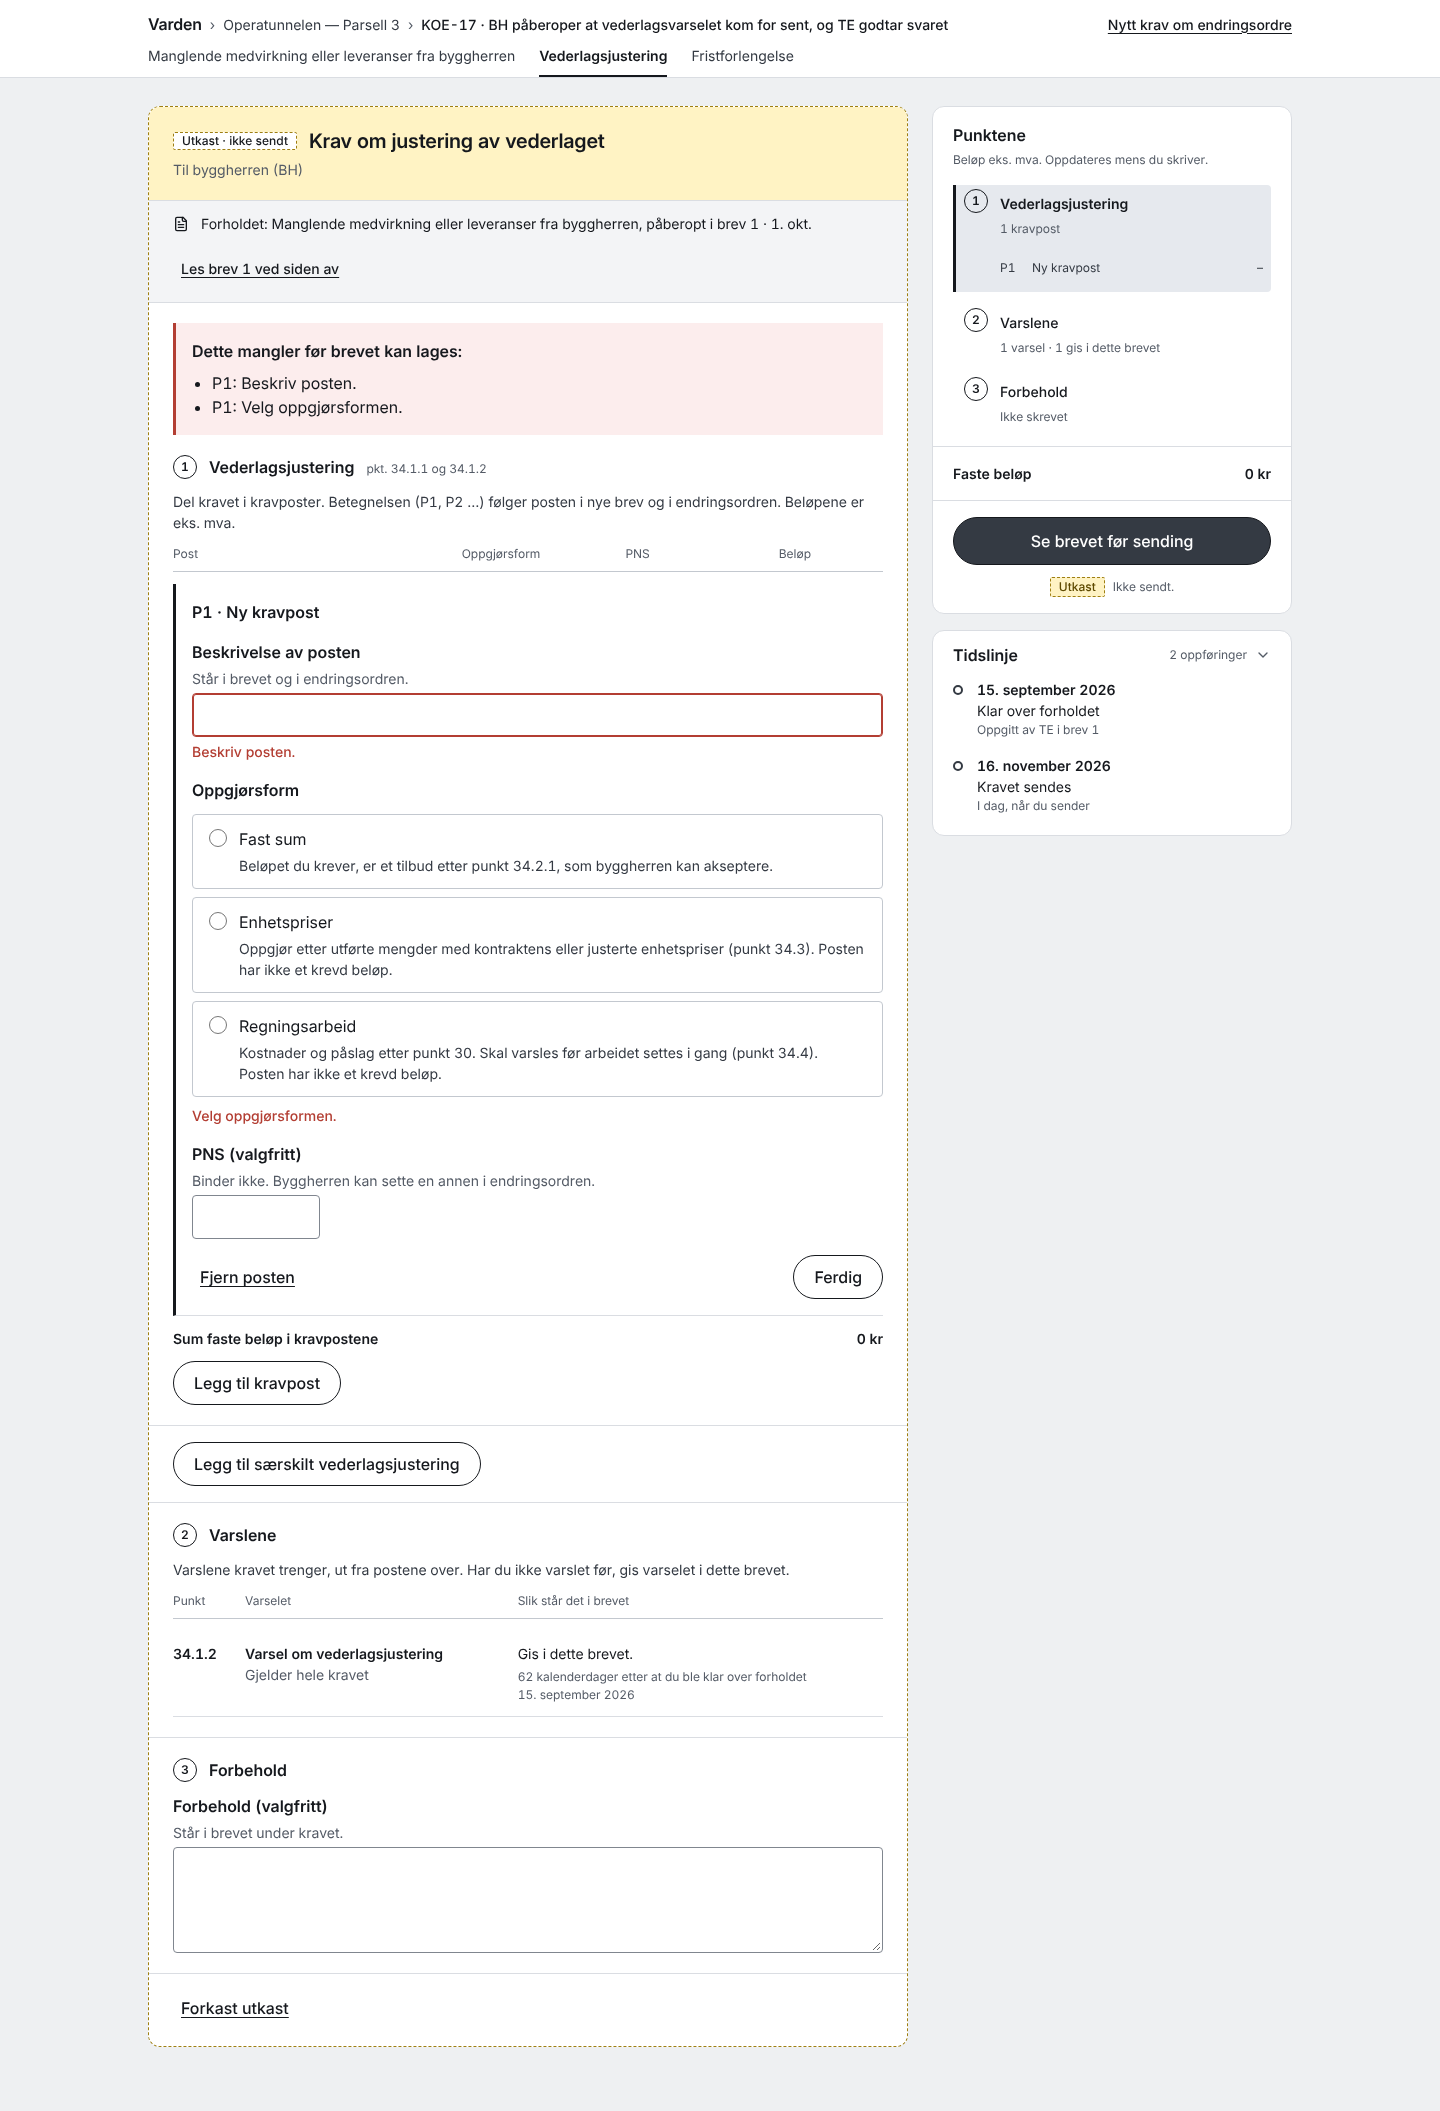 Varden › Operatunnelen — Parsell 3 › KOE-17 · BH påberoper at vederlagsvarselet kom for sent, og TE godtar svaret
Nytt krav om endringsordre
Manglende medvirkning eller leveranser fra byggherren
Vederlagsjustering
Fristforlengelse
Utkast · ikke sendt
Krav om justering av vederlaget
Til byggherren (BH)
Forholdet: Manglende medvirkning eller leveranser fra byggherren, påberopt i brev 1 · 1. okt.
Les brev 1 ved siden av
Dette mangler før brevet kan lages:
• P1: Beskriv posten.
• P1: Velg oppgjørsformen.
1 Vederlagsjustering pkt. 34.1.1 og 34.1.2
Del kravet i kravposter. Betegnelsen (P1, P2 ...) følger posten i nye brev og i endringsordren. Beløpene er
eks. mva.
Post Oppgjørsform PNS Beløp
P1 · Ny kravpost
Beskrivelse av posten
Står i brevet og i endringsordren.
Beskriv posten.
Oppgjørsform
Fast sum
Beløpet du krever, er et tilbud etter punkt 34.2.1, som byggherren kan akseptere.
Enhetspriser
Oppgjør etter utførte mengder med kontraktens eller justerte enhetspriser (punkt 34.3). Posten
har ikke et krevd beløp.
Regningsarbeid
Kostnader og påslag etter punkt 30. Skal varsles før arbeidet settes i gang (punkt 34.4).
Posten har ikke et krevd beløp.
Velg oppgjørsformen.
PNS (valgfritt)
Binder ikke. Byggherren kan sette en annen i endringsordren.
Fjern posten
Ferdig
Sum faste beløp i kravpostene 0 kr
Legg til kravpost
Legg til særskilt vederlagsjustering
2 Varslene
Varslene kravet trenger, ut fra postene over. Har du ikke varslet før, gis varselet i dette brevet.
Punkt Varselet Slik står det i brevet
34.1.2 Varsel om vederlagsjustering Gis i dette brevet.
Gjelder hele kravet
62 kalenderdager etter at du ble klar over forholdet
15. september 2026
3 Forbehold
Forbehold (valgfritt)
Står i brevet under kravet.
Forkast utkast
Punktene
Beløp eks. mva. Oppdateres mens du skriver.
1 Vederlagsjustering
1 kravpost
P1 Ny kravpost –
2 Varslene
1 varsel · 1 gis i dette brevet
3 Forbehold
Ikke skrevet
Faste beløp 0 kr
Se brevet før sending
Utkast Ikke sendt.
Tidslinje 2 oppføringer
15. september 2026
Klar over forholdet
Oppgitt av TE i brev 1
16. november 2026
Kravet sendes
I dag, når du sender